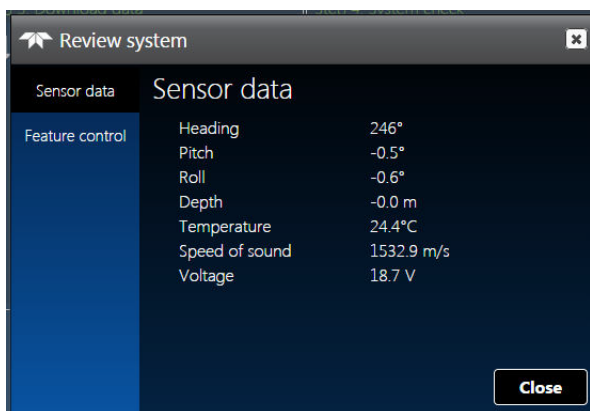 Review system
Sensor data
Feature control
Sensor data
Heading 246°
Pitch -0.5°
Roll -0.6°
Depth -0.0 m
Temperature 24.4°C
Speed of sound 1532.9 m/s
Voltage 18.7 V
Close